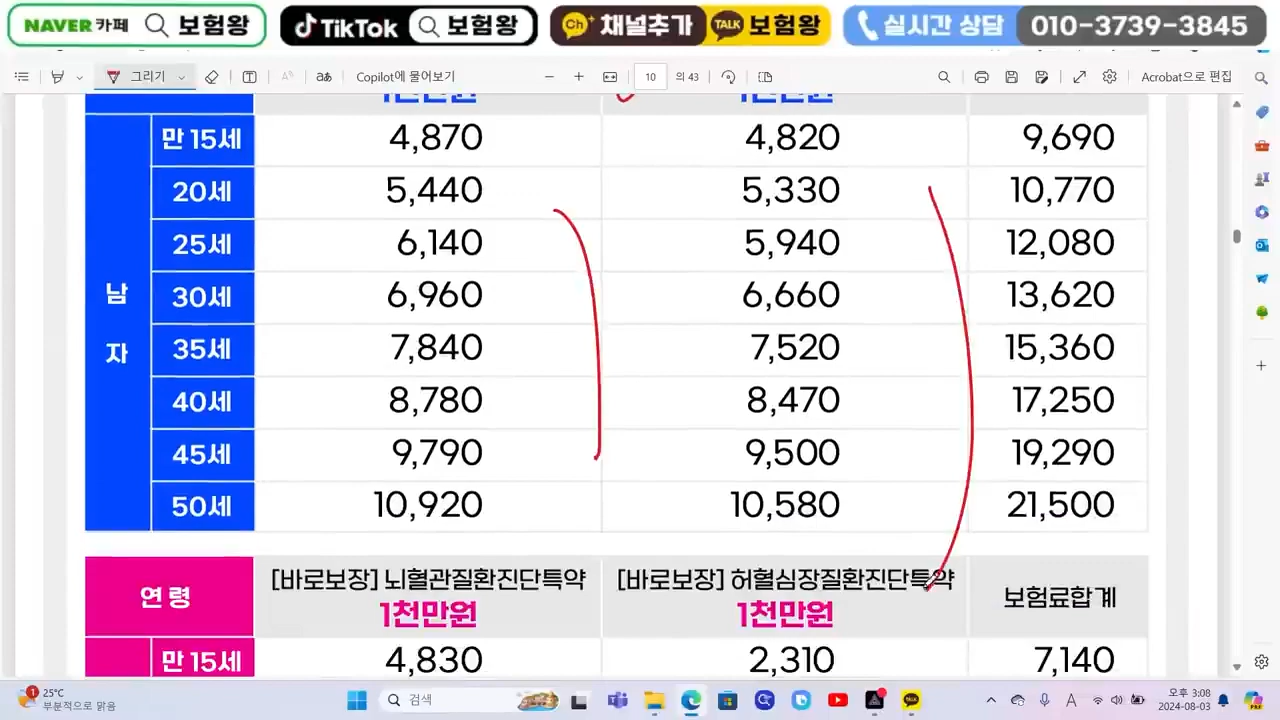 NAVER 카페 보험왕 TikTok 보험왕 Ch+ 채널추가 TALK 보험왕 실시간 상담 010-3739-3845
그리기 Copilot에 물어보기 10 의 43 Acrobat으로 편집
1천만원 1천만원
만 15세 4,870 4,820 9,690
20세 5,440 5,330 10,770
25세 6,140 5,940 12,080
남자
30세 6,960 6,660 13,620
35세 7,840 7,520 15,360
40세 8,780 8,470 17,250
45세 9,790 9,500 19,290
50세 10,920 10,580 21,500
연령 [바로보장] 뇌혈관질환진단특약 [바로보장] 허혈심장질환진단특약 보험료합계
1천만원 1천만원
만 15세 4,830 2,310 7,140
1 25°C 검색 A 오후 3:08
부분적으로 맑음 2024-08-03